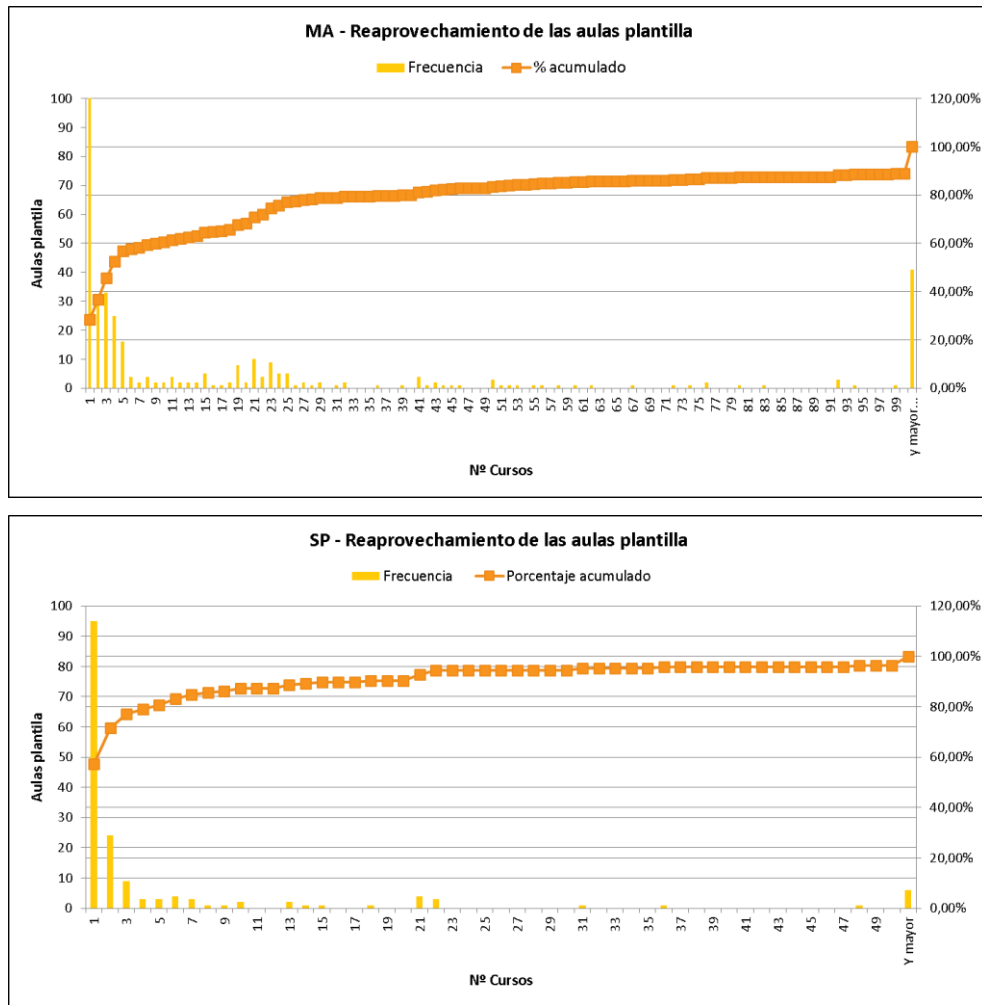 MA - Reaprovechamiento de las aulas plantilla
Frecuencia % acumulado
100 120,00%
90
80 100,00%
70 80,00%
60
50 60,00%
40 40,00%
30
20 20,00%
10
0 0,00%
Aulas plantilla
1 3 5 7 9 11 13 15 17 19 21 23 25 27 29 31 33 35 37 39 41 43 45 47 49 51 53 55 57 59 61 63 65 67 69 71 73 75 77 79 81 83 85 87 89 91 93 95 97 99 y mayor...
Nº Cursos
SP - Reaprovechamiento de las aulas plantilla
Frecuencia Porcentaje acumulado
100 120,00%
90
80 100,00%
70 80,00%
60
50 60,00%
40 40,00%
30
20 20,00%
10
0 0,00%
Aulas plantilla
1 3 5 7 9 11 13 15 17 19 21 23 25 27 29 31 33 35 37 39 41 43 45 47 49 Y mayor
Nº Cursos